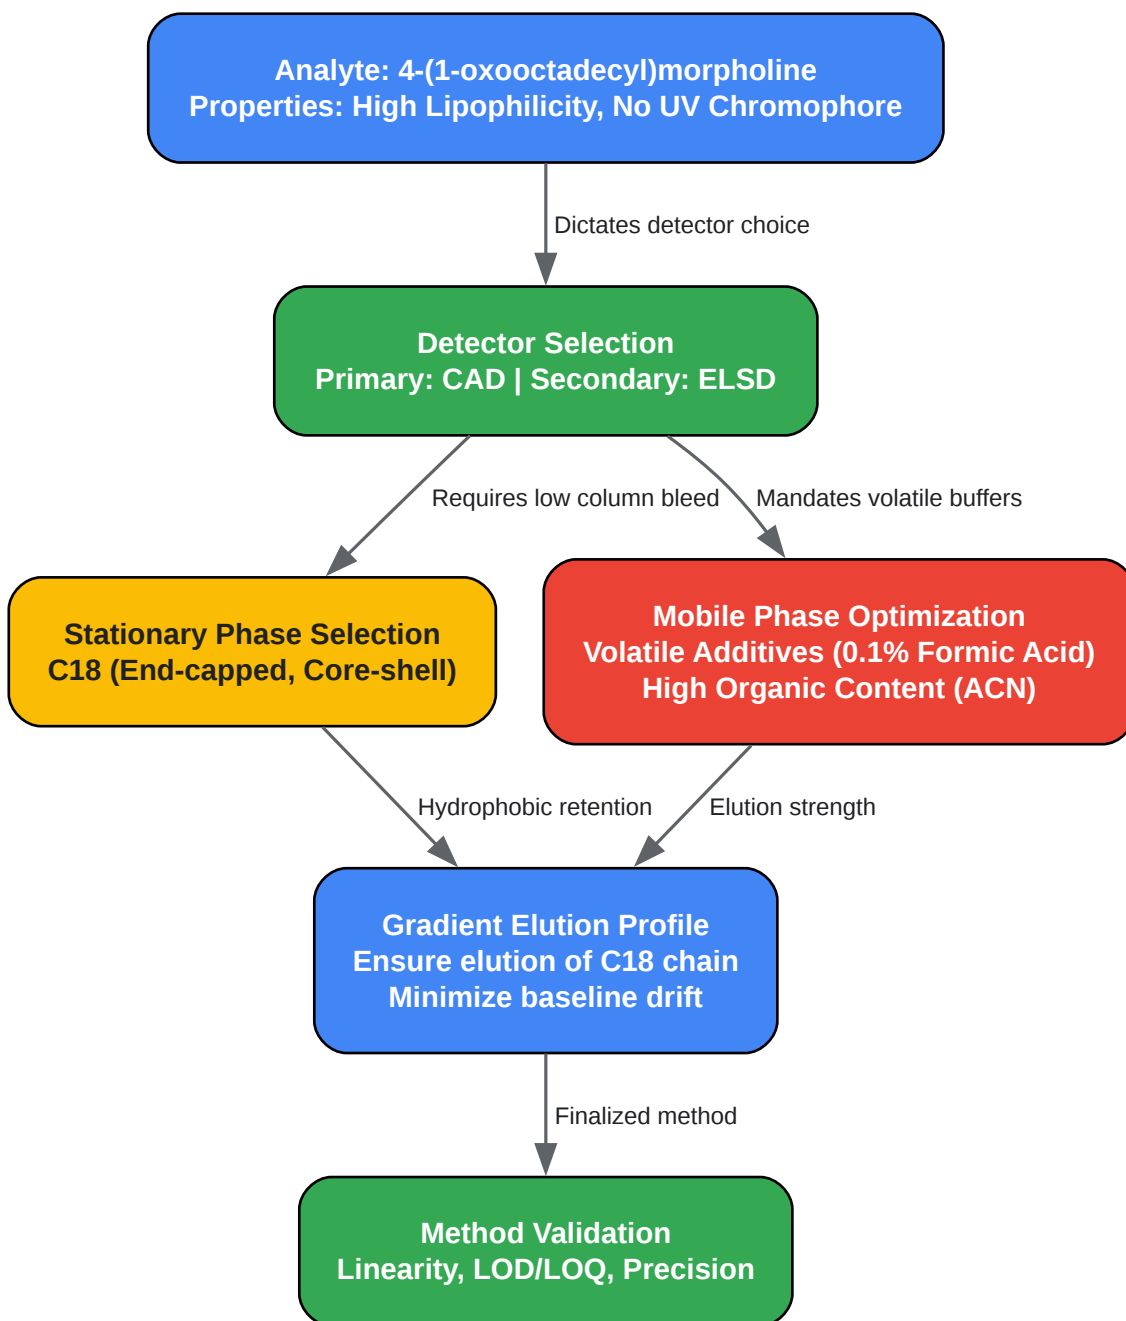 Analyte: 4-(1-oxooctadecyl)morpholine
Properties: High Lipophilicity, No UV Chromophore
Dictates detector choice
Detector Selection
Primary: CAD | Secondary: ELSD
Requires low column bleed
Mandates volatile buffers
Stationary Phase Selection
C18 (End-capped, Core-shell)
Mobile Phase Optimization
Volatile Additives (0.1% Formic Acid)
High Organic Content (ACN)
Hydrophobic retention
Elution strength
Gradient Elution Profile
Ensure elution of C18 chain
Minimize baseline drift
Finalized method
Method Validation
Linearity, LOD/LOQ, Precision